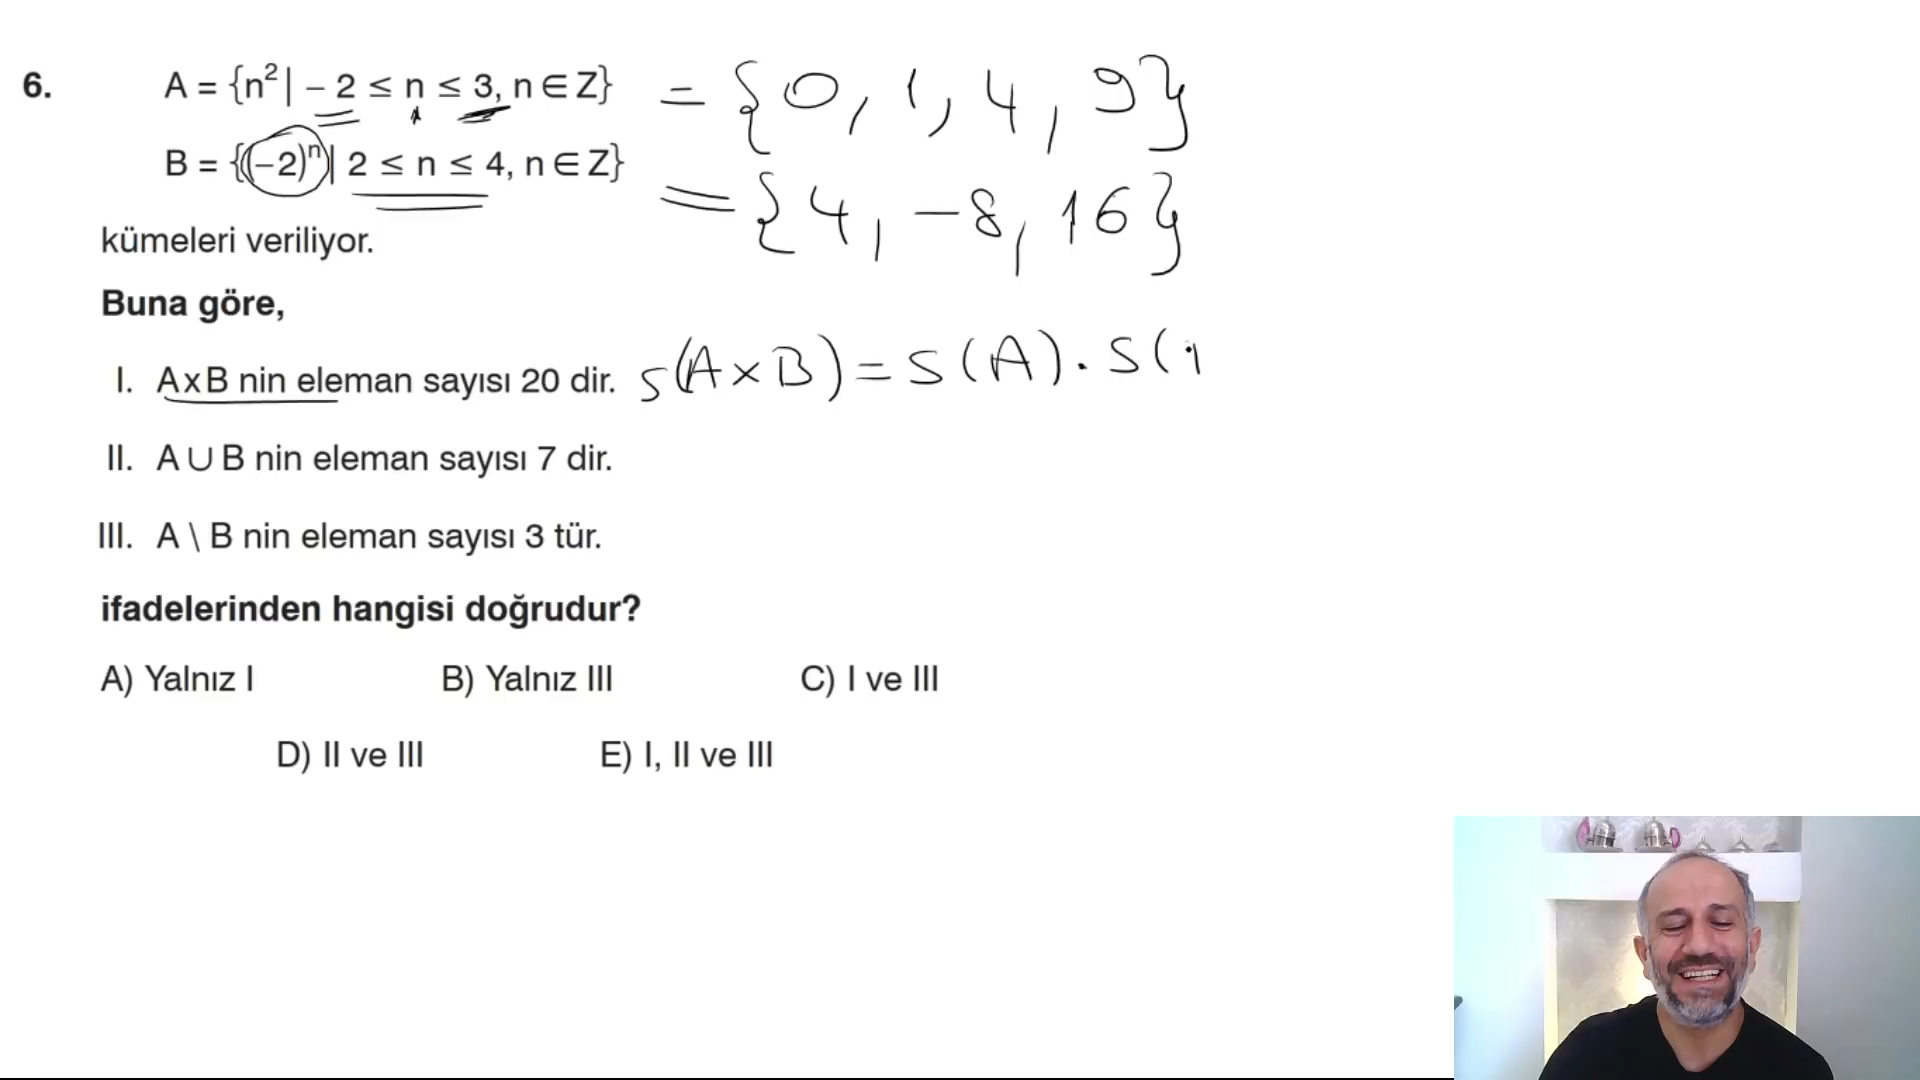 6. A = {n²| – 2 ≤ n ≤ 3, n ∈ Z} = {0, 1, 4, 9}
B = {(–2)ⁿ| 2 ≤ n ≤ 4, n ∈ Z} = {4, -8, 16}
kümeleri veriliyor.
Buna göre,
I. AxB nin eleman sayısı 20 dir. s(A×B) = s(A) . s(
II. A ∪ B nin eleman sayısı 7 dir.
III. A \ B nin eleman sayısı 3 tür.
ifadelerinden hangisi doğrudur?
A) Yalnız I B) Yalnız III C) I ve III
D) II ve III E) I, II ve III